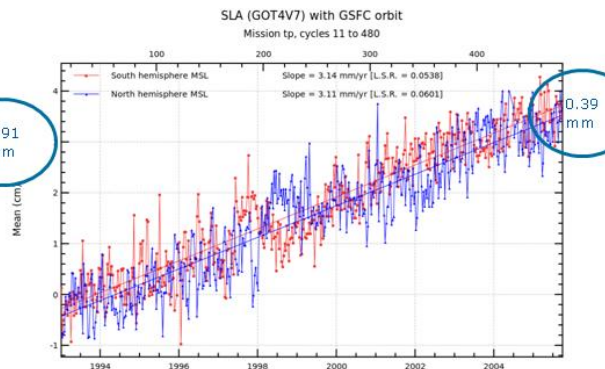 SLA (GOT4V7) with GSFC orbit
Mission tp, cycles 11 to 480
100 200 300 400
South hemisphere MSL Slope = 3.14 mm/yr [L.S.R. = 0.0538]
North hemisphere MSL Slope = 3.11 mm/yr [L.S.R. = 0.0601]
4
91
m
0.39
mm
2
Mean (cm)
1
0
-1
1994 1996 1998 2000 2002 2004